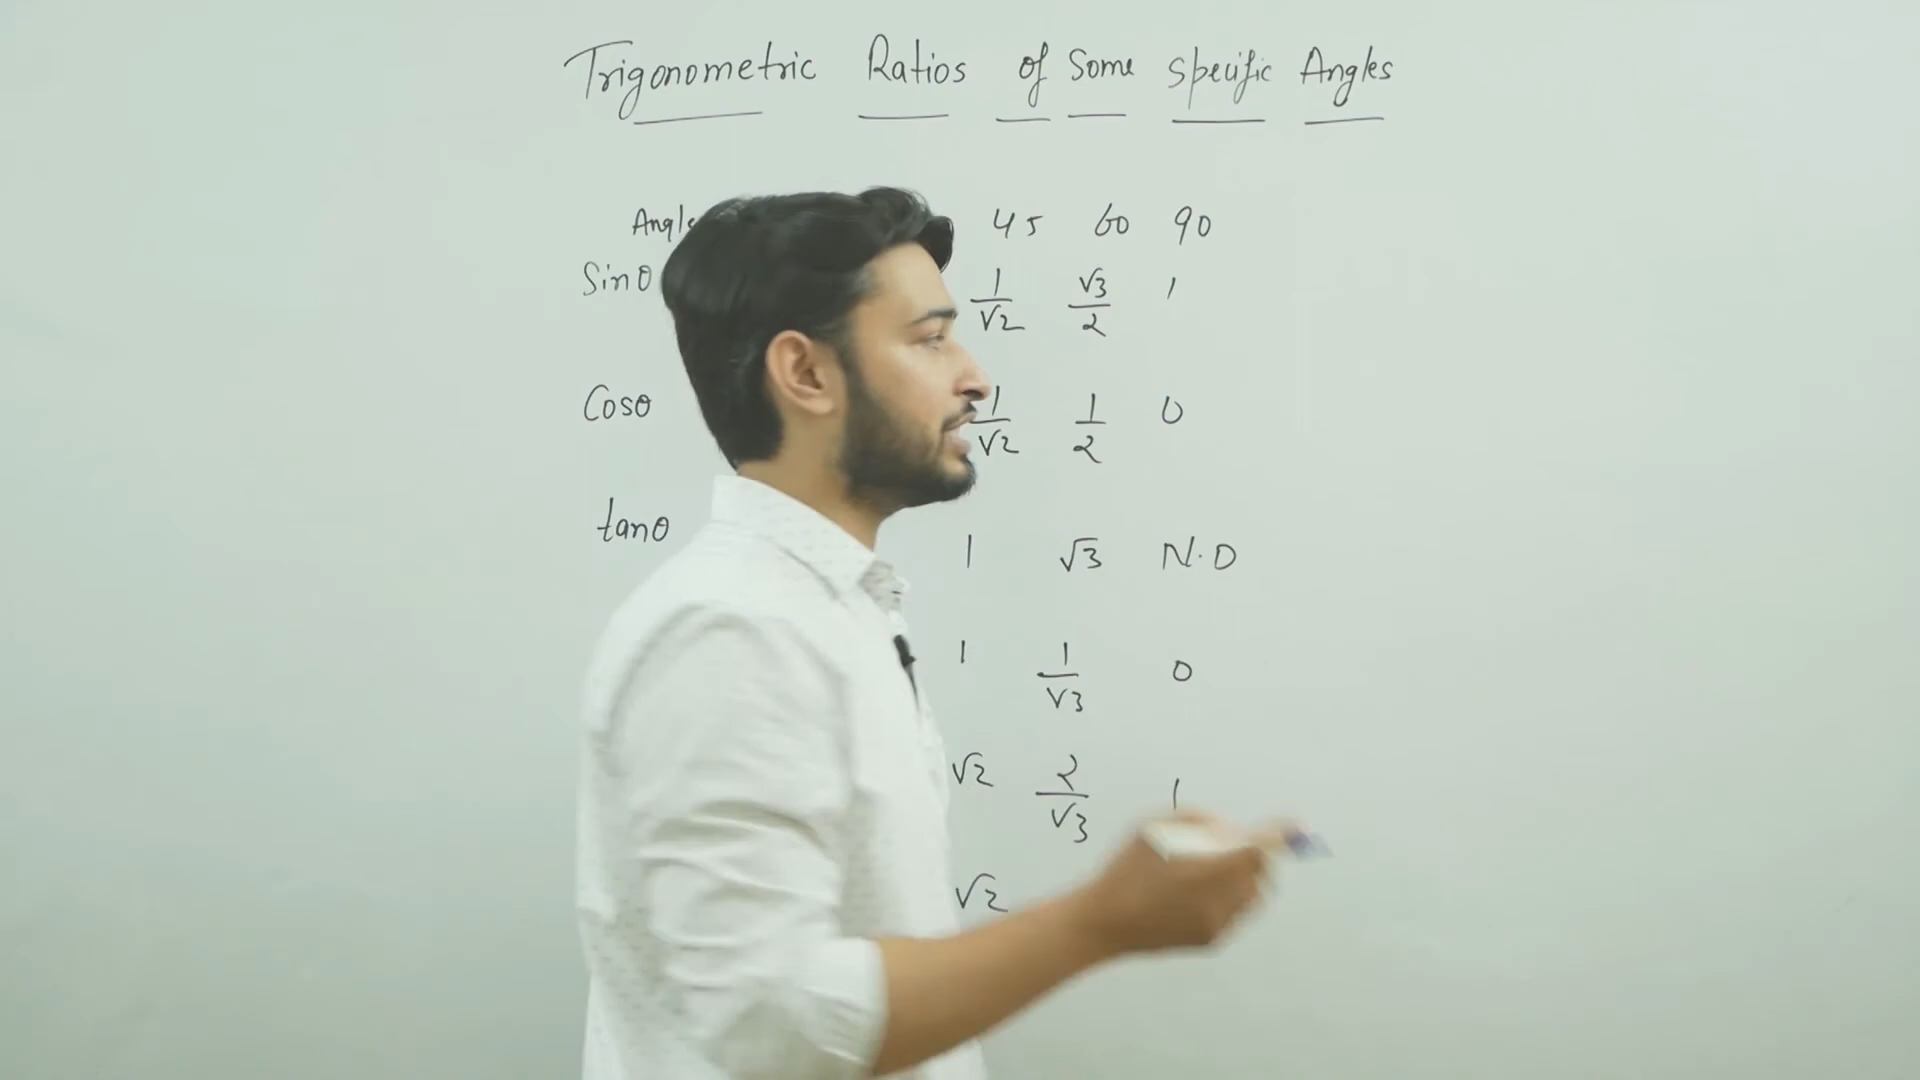 Trigonometric Ratios of Some Specific Angles
Angle 45 60 90
Sinθ 1/√2 √3/2 1
Cosθ 1/√2 1/2 0
tanθ 1 √3 N.D
1 1/√3 0
√2 2/√3 1
√2